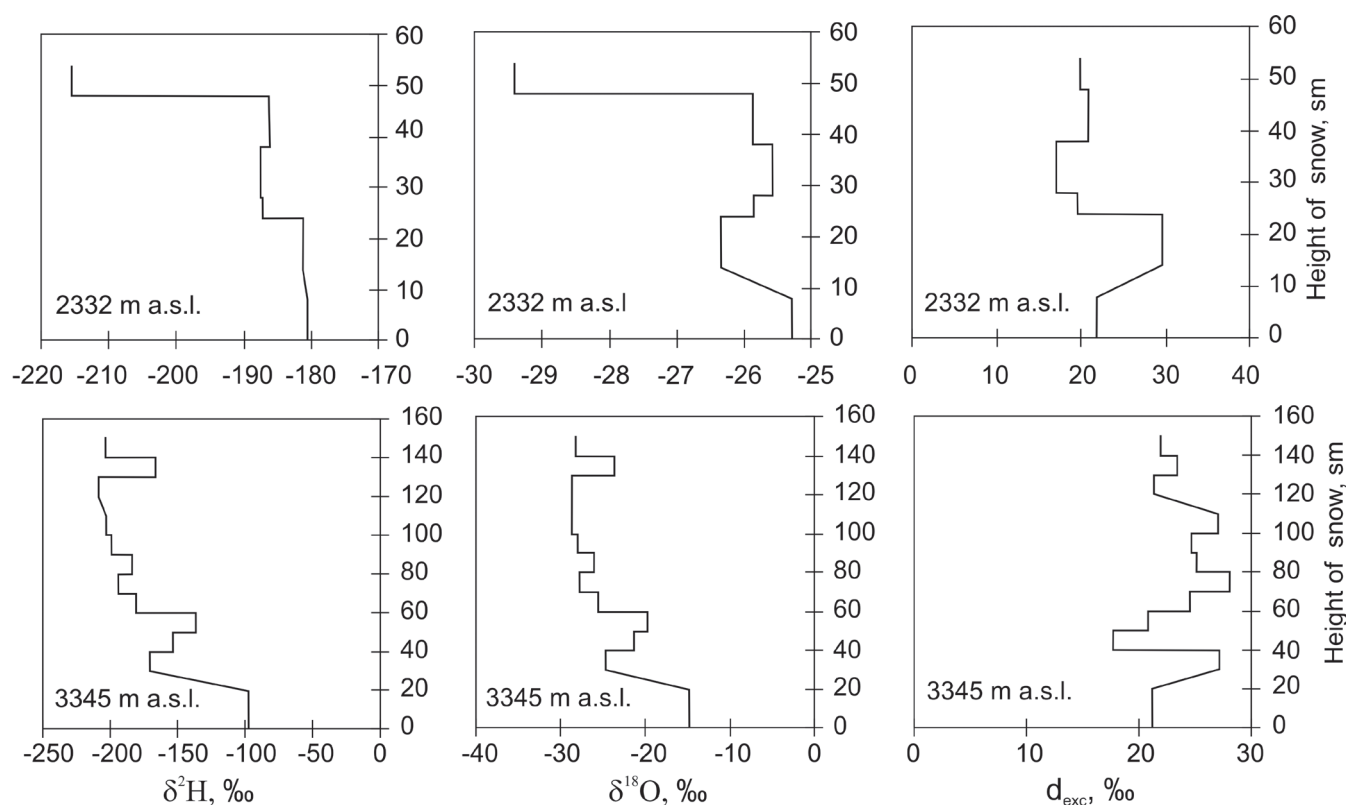 60
50
40
30
20
10
0
2332 m a.s.l.
-220 -210 -200 -190 -180 -170
60
50
40
30
20
10
0
2332 m a.s.l
-30 -29 -28 -27 -26 -25
60
50
40
30
20
10
0
Height of snow, sm
2332 m a.s.l.
0 10 20 30 40
160
140
120
100
80
60
40
20
0
3345 m a.s.l.
-250 -200 -150 -100 -50 0
δ²H, ‰
160
140
120
100
80
60
40
20
0
3345 m a.s.l.
-40 -30 -20 -10 0
δ¹⁸O, ‰
160
140
120
100
80
60
40
20
0
Height of snow, sm
3345 m a.s.l.
0 10 20 30
d_exc, ‰